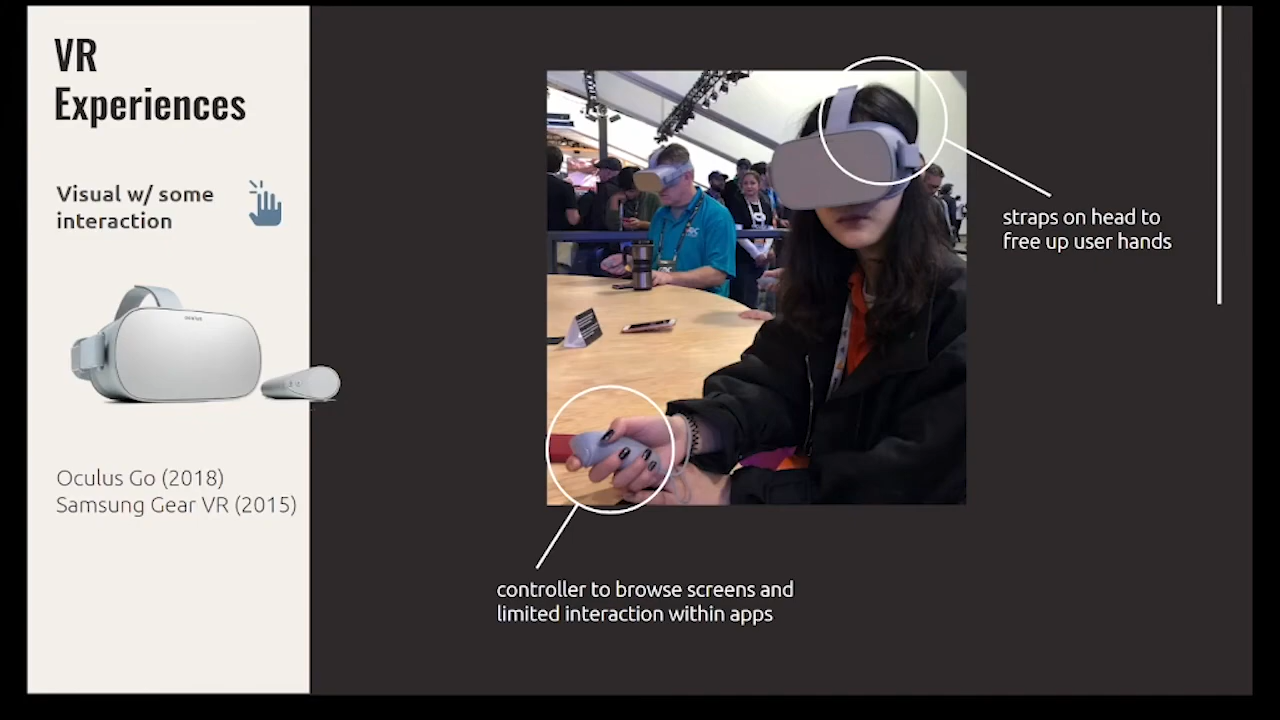 VR
Experiences
Visual w/ some
interaction
oculus
Oculus Go (2018)
Samsung Gear VR (2015)
straps on head to
free up user hands
controller to browse screens and
limited interaction within apps